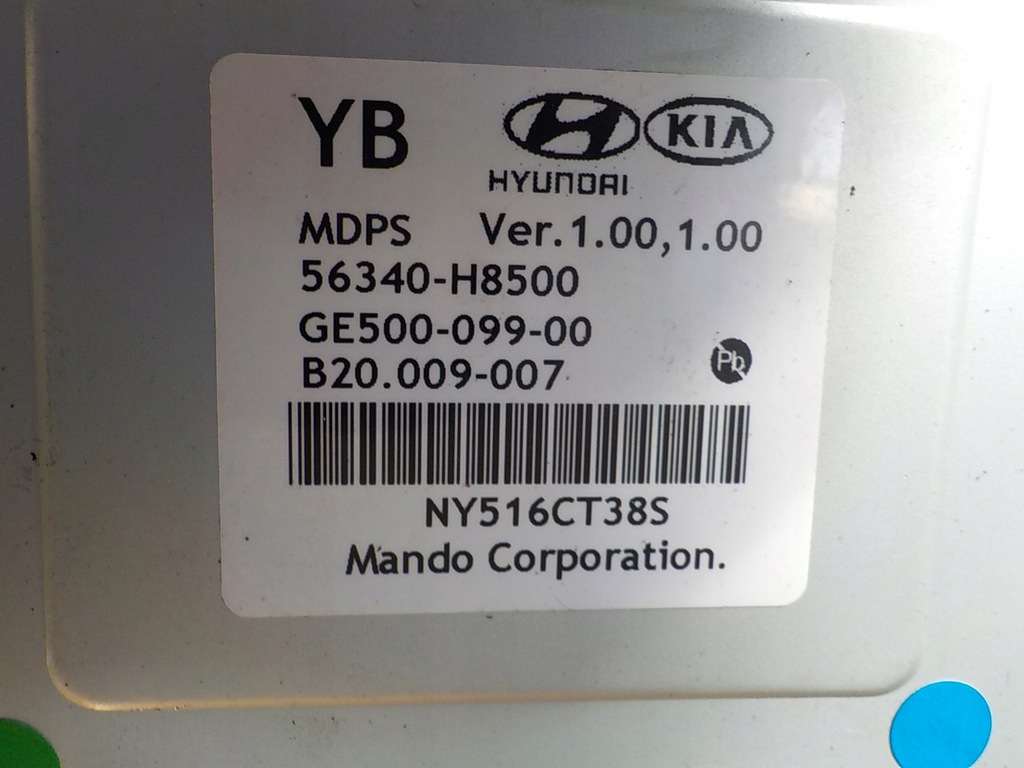 YB
KIA
HYUNDAI
MDPS Ver.1.00,1.00
56340-H8500
GE500-099-00
Pb
B20.009-007
NY516CT38S
Mando Corporation.